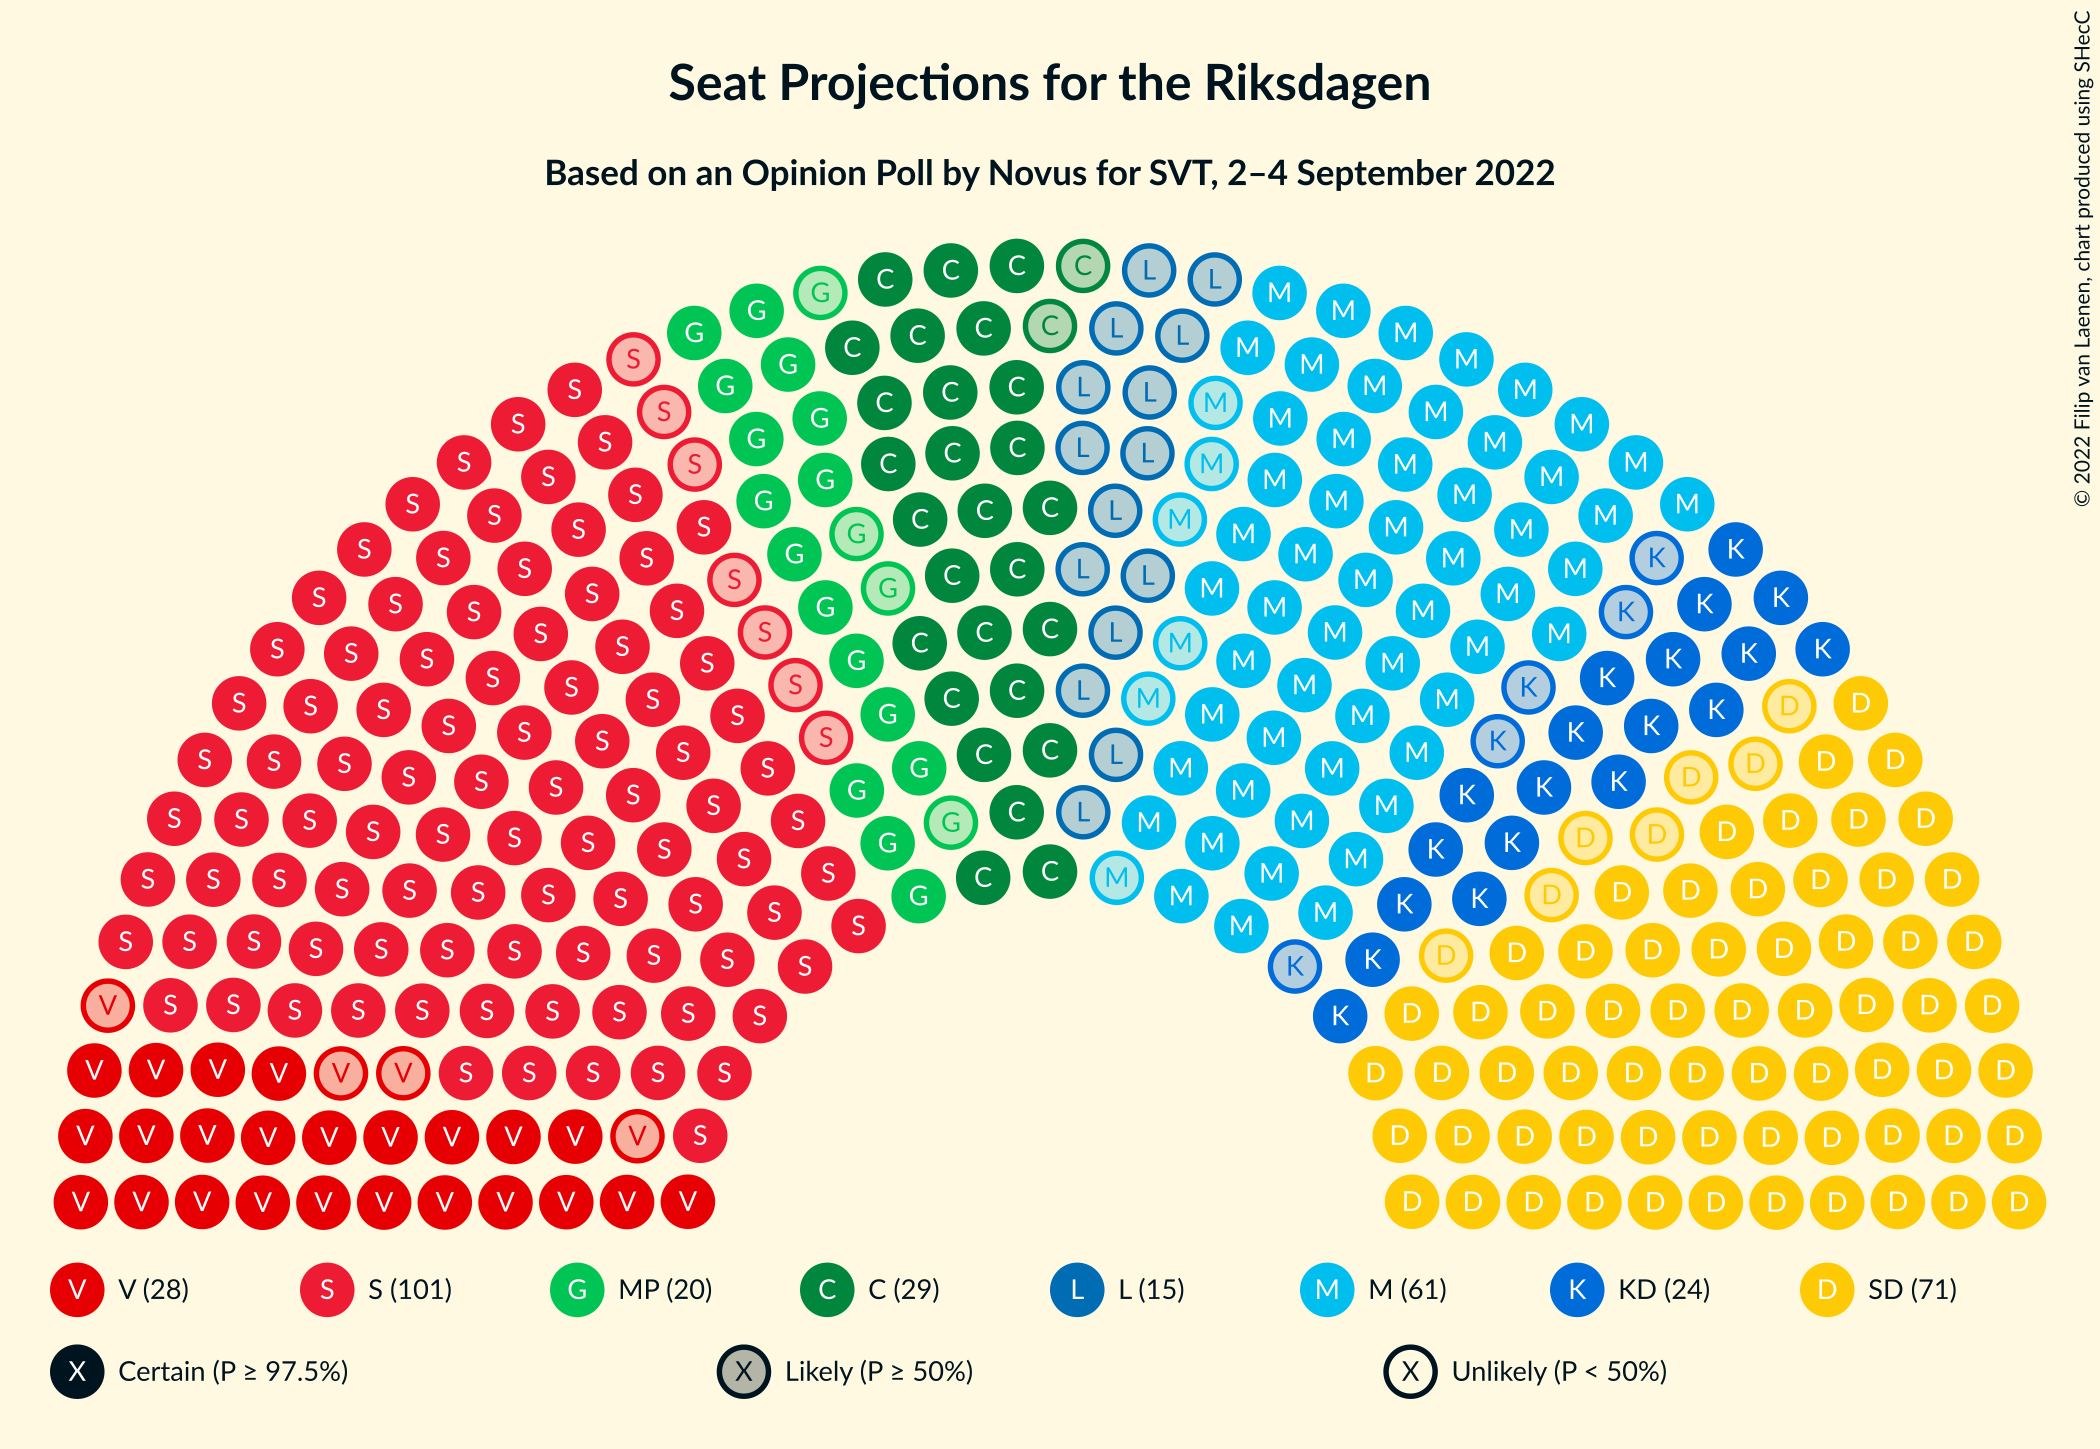 Seat Projections for the Riksdagen
Based on an Opinion Poll by Novus for SVT, 2–4 September 2022
© 2022 Filip van Laenen, chart produced using SHecC
V V (28) S S (101) G MP (20) C C (29) L L (15) M M (61) K KD (24) D SD (71)
X Certain (P ≥ 97.5%) X Likely (P ≥ 50%) X Unlikely (P < 50%)